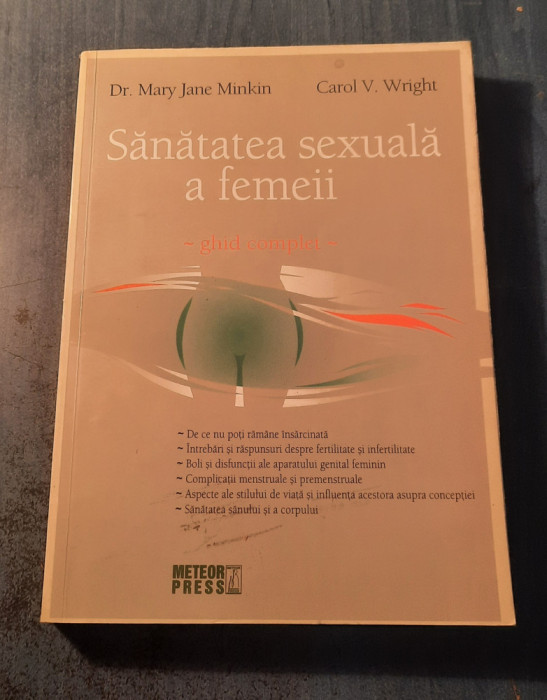 Dr. Mary Jane Minkin Carol V. Wright
Sănătatea sexuală
a femeii
~ ghid complet ~
~ De ce nu poți rămâne însărcinată
~ Întrebări și răspunsuri despre fertilitate și infertilitate
~ Boli și disfuncții ale aparatului genital feminin
~ Complicații menstruale și premenstruale
~ Aspecte ale stilului de viață și influența acestora asupra concepției
~ Sănătatea sânului și a corpului
METEOR
PRESS